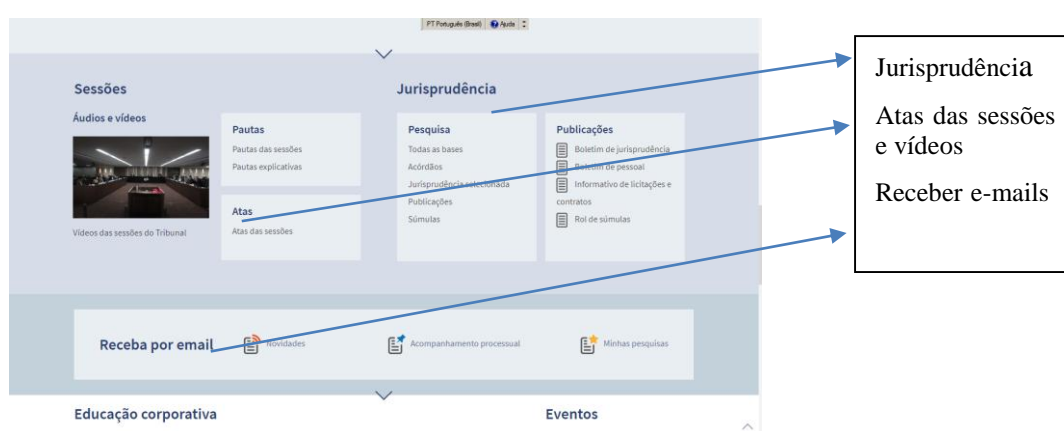 PT Português (Brasil) Ajuda
Sessões
Áudios e vídeos
Vídeos das sessões do Tribunal
Pautas
Pautas das sessões
Pautas explicativas
Atas
Atas das sessões
Jurisprudência
Pesquisa
Todas as bases
Acórdãos
Jurisprudência selecionada
Publicações
Súmulas
Publicações
Boletim de jurisprudência
Boletim de pessoal
Informativo de licitações e
contratos
Rol de súmulas
Receba por email
Novidades
Acompanhamento processual
Minhas pesquisas
Educação corporativa
Eventos
Jurisprudência
Atas das sessões
e vídeos
Receber e-mails